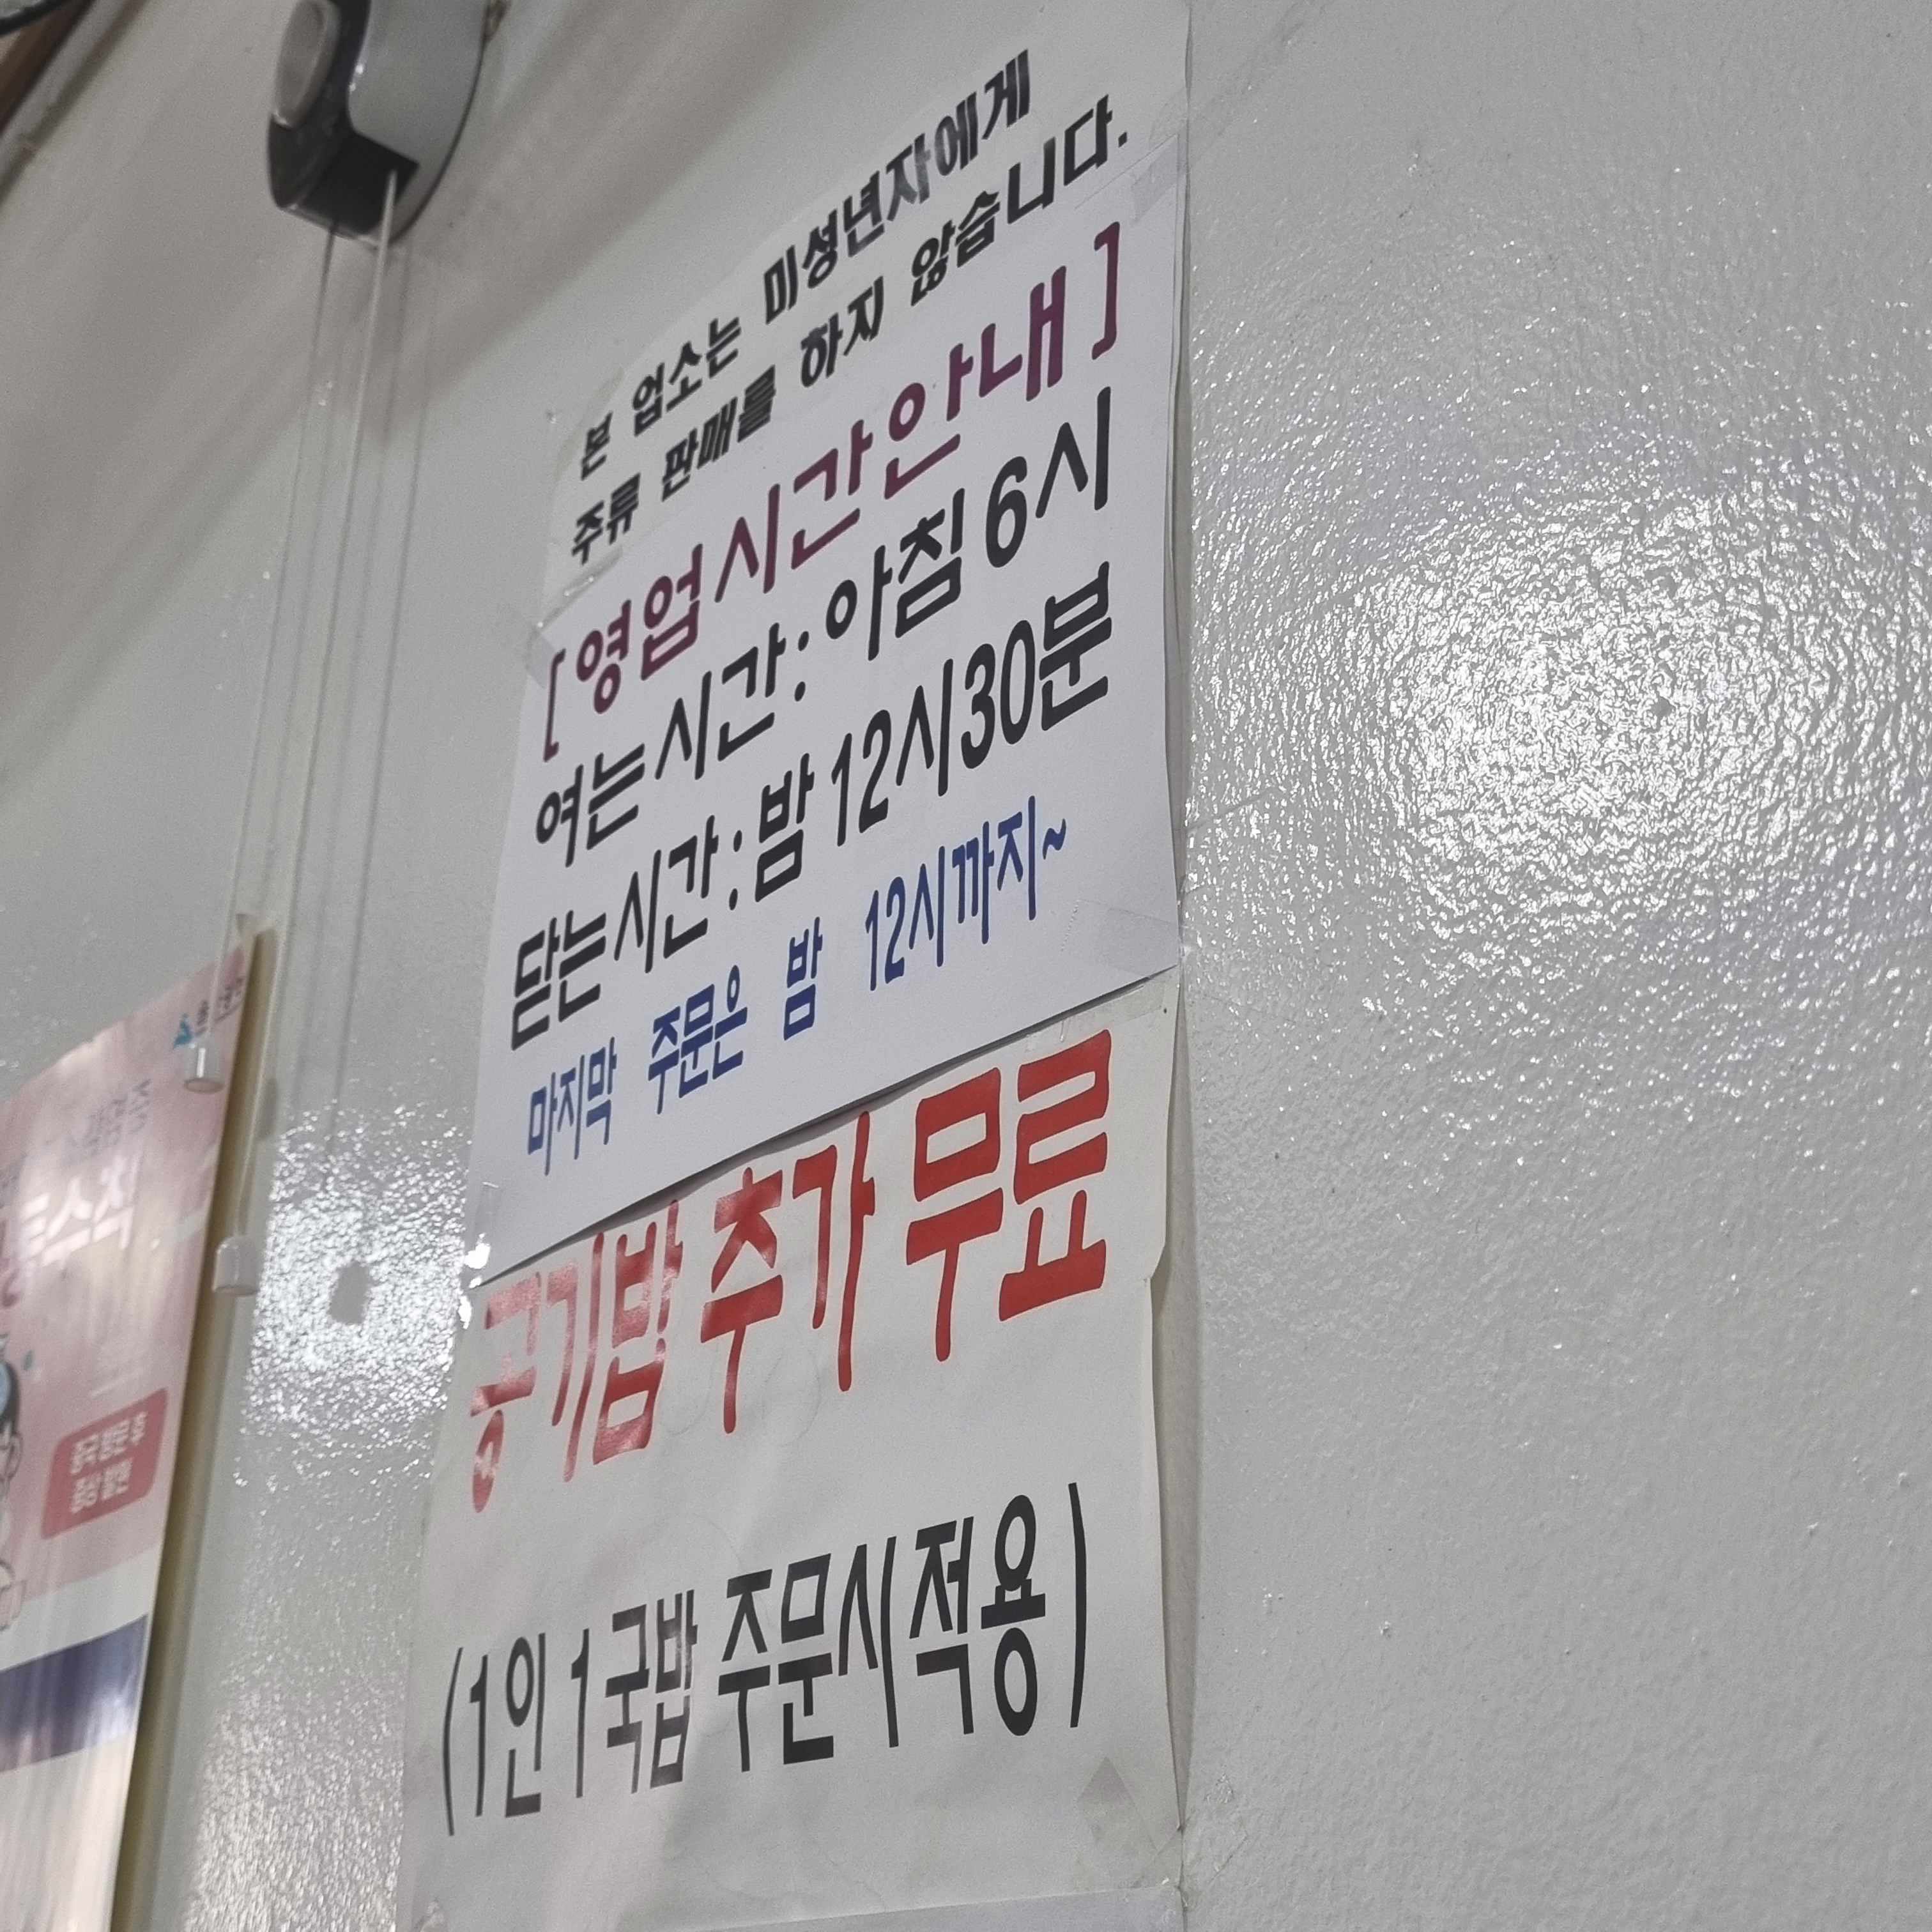 본 업소는 미성년자에게
주류 판매를 하지 않습니다.
[영업시간안내]
여는시간:아침6시
닫는시간:밤12시30분
마지막 주문은 밤 12시까지~
공기밥 추가 무료
(1인 1국밥 주문시적용)